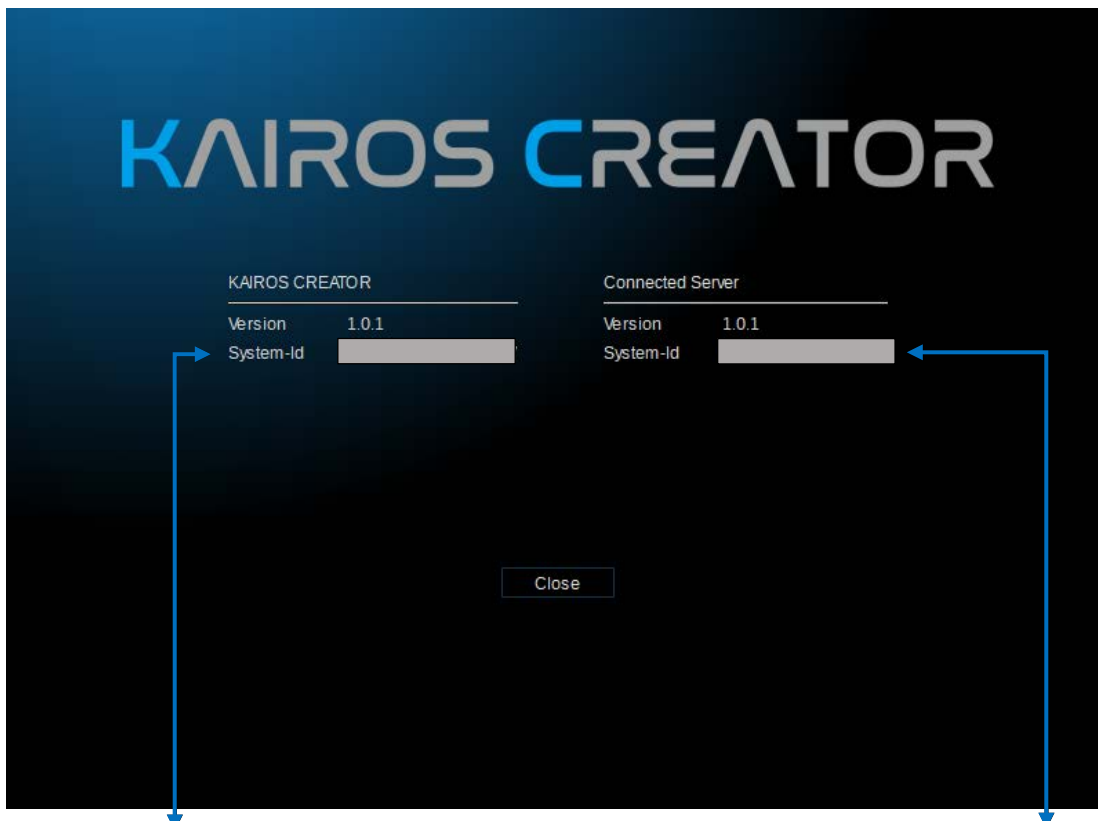 KAIROS CREATOR
KAIROS CREATOR
Version 1.0.1
System-Id
Connected Server
Version 1.0.1
System-Id
Close